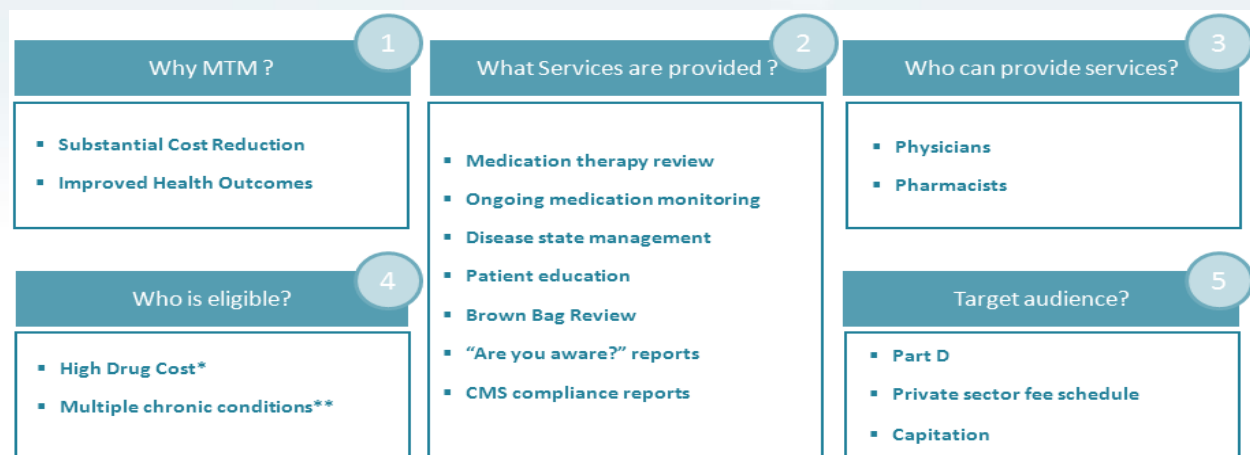 1
Why MTM ?
▪ Substantial Cost Reduction
▪ Improved Health Outcomes
2
What Services are provided ?
▪ Medication therapy review
▪ Ongoing medication monitoring
▪ Disease state management
▪ Patient education
▪ Brown Bag Review
▪ “Are you aware?” reports
▪ CMS compliance reports
3
Who can provide services?
▪ Physicians
▪ Pharmacists
4
Who is eligible?
▪ High Drug Cost*
▪ Multiple chronic conditions**
5
Target audience?
▪ Part D
▪ Private sector fee schedule
▪ Capitation